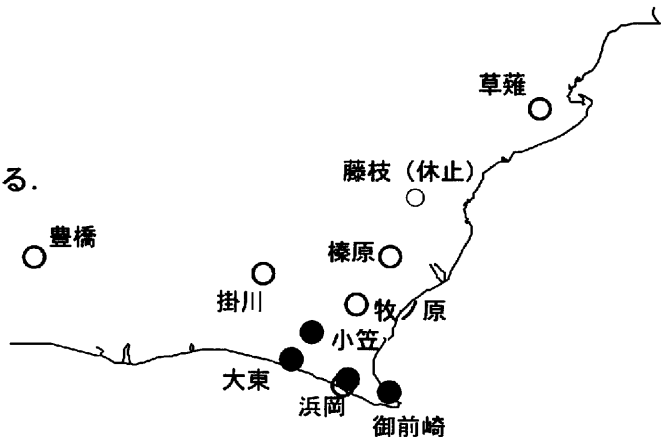 草薙
藤枝（休止）
る．
豊橋
榛原
掛川
牧ノ原
小笠
大東
浜岡
御前崎